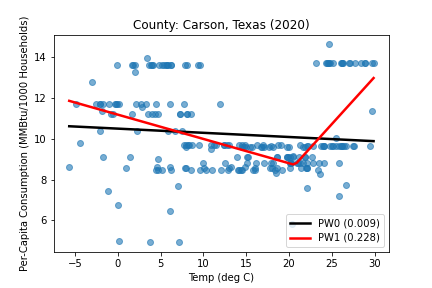 County: Carson, Texas (2020)
Per-Capita Consumption (MMBtu/1000 Households)
14
12
10
8
6
−5
0
5
10
15
20
25
30
Temp (deg C)
PW0 (0.009)
PW1 (0.228)